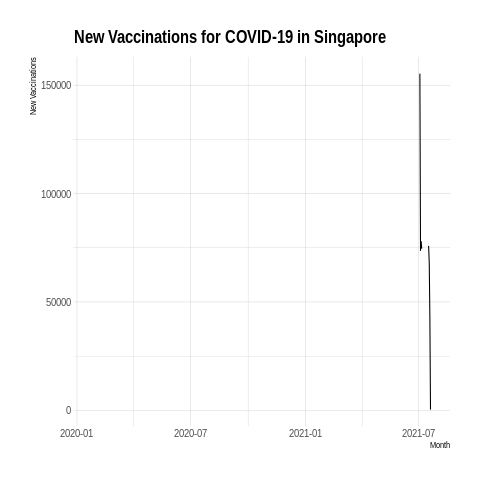 New Vaccinations for COVID-19 in Singapore
New Vaccinations
150000
100000
50000
0
2020-01 2020-07 2021-01 2021-07
Month